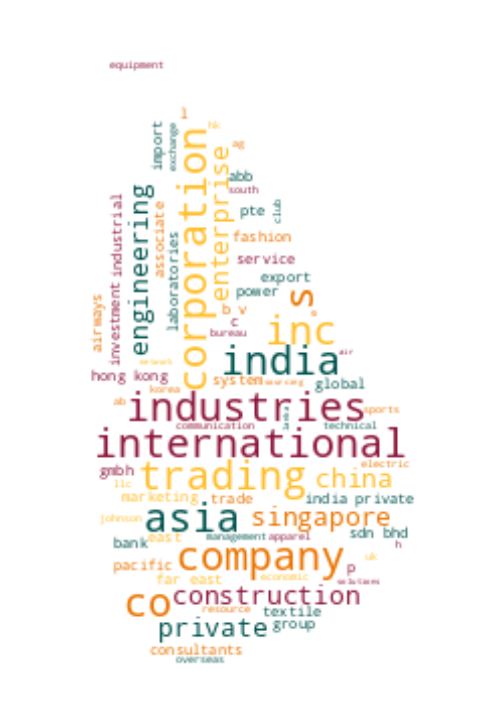 equipment
l
hk
import
exchange
corporation
ag
enterprise
abb
south
engineering
industrial
associate
pte
club
laboratories
fashion
service
export
power
s
airways
investment
b v
c
bureau
inc
india
air
network
hong kong
korea
system
sourcing
global
ab
industries
sports
communication
technical
international
gmbh
trading
electric
china
llc
marketing
trade
india private
johnson
asia
singapore
east
bank
management
apparel
sdn bhd
h
company
pacific
uk
far east
economic
p
solutions
co
construction
resource
textile
private
group
consultants
overseas